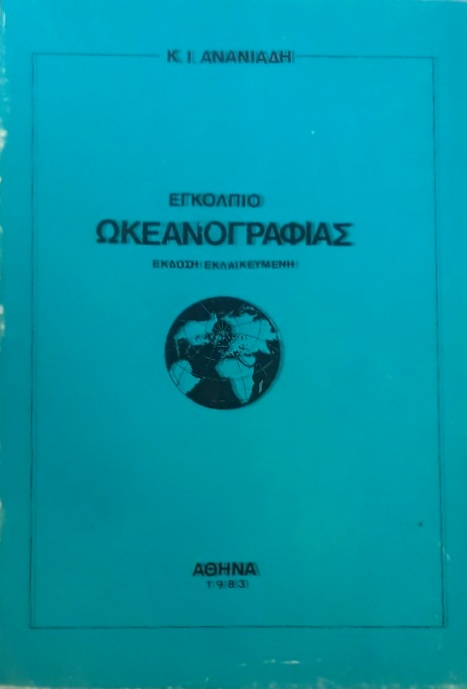 Κ. Ι. ΑΝΑΝΙΑΔΗ
ΕΓΚΟΛΠΙΟ
ΩΚΕΑΝΟΓΡΑΦΙΑΣ
ΕΚΔΟΣΗ ΕΚΛΑΙΚΕΥΜΕΝΗ
ΑΘΗΝΑ
1983